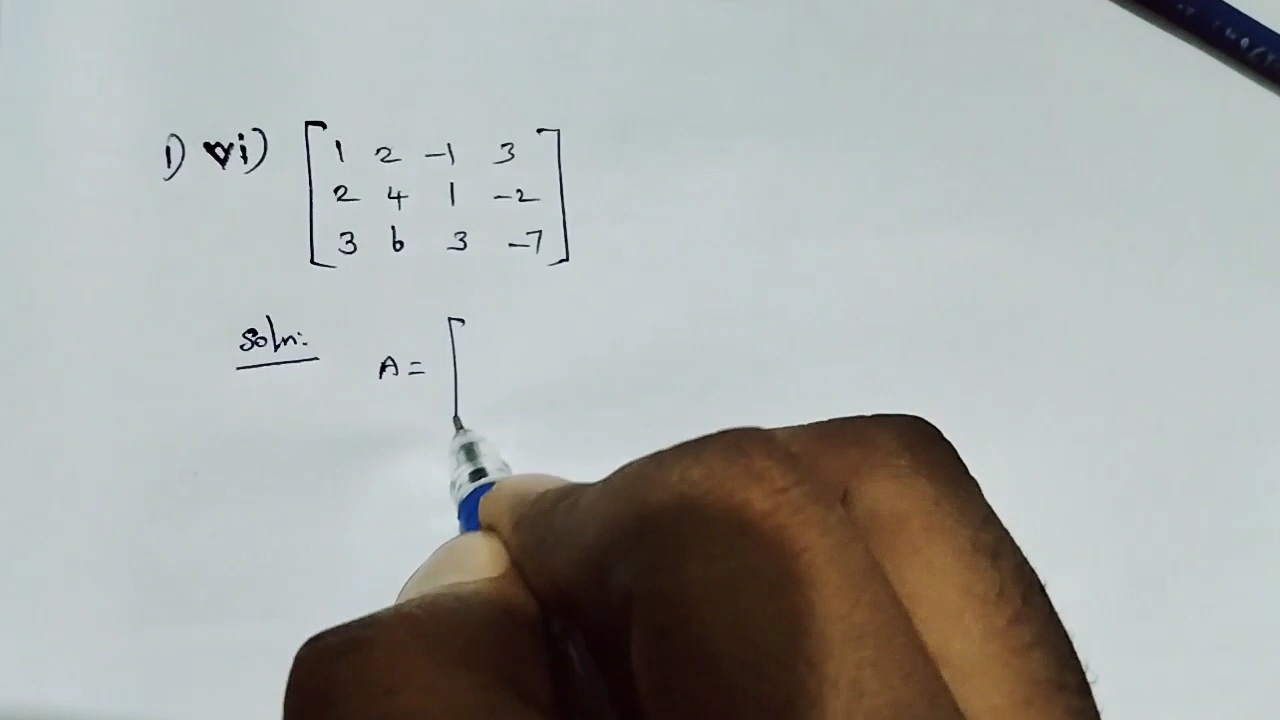 1) vi) [ 1 2 -1 3
2 4 1 -2
3 6 3 -7 ]
Soln: A = [